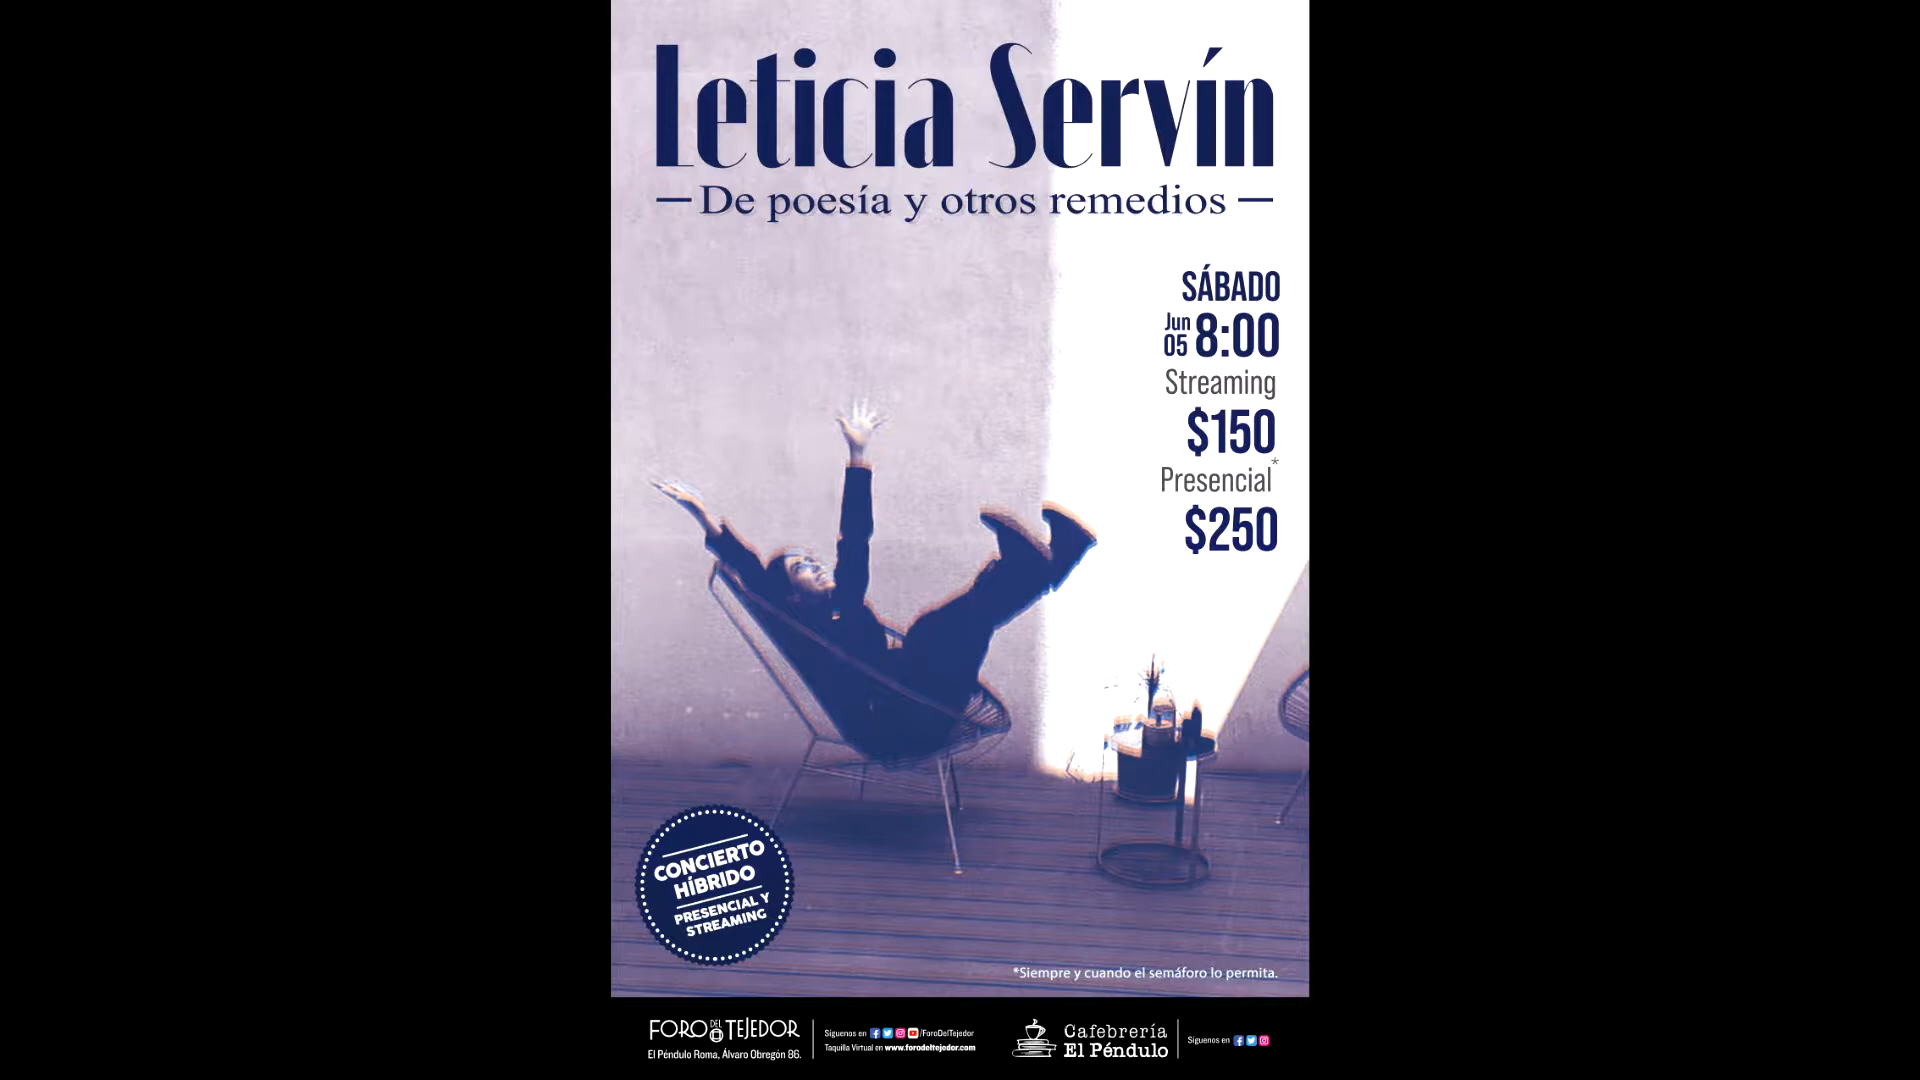 Leticia Servín
De poesía y otros remedios
SÁBADO
Jun 05 8:00
Streaming
$150
Presencial*
$250
CONCIERTO
HÍBRIDO
PRESENCIAL Y
STREAMING
*Siempre y cuando el semáforo lo permita.
FORO DEL TEJEDOR
El Péndulo Roma, Álvaro Obregón 86.
Síguenos en /ForoDelTejedor
Taquilla Virtual en www.forodeltejedor.com
Cafebrería
El Péndulo
Síguenos en